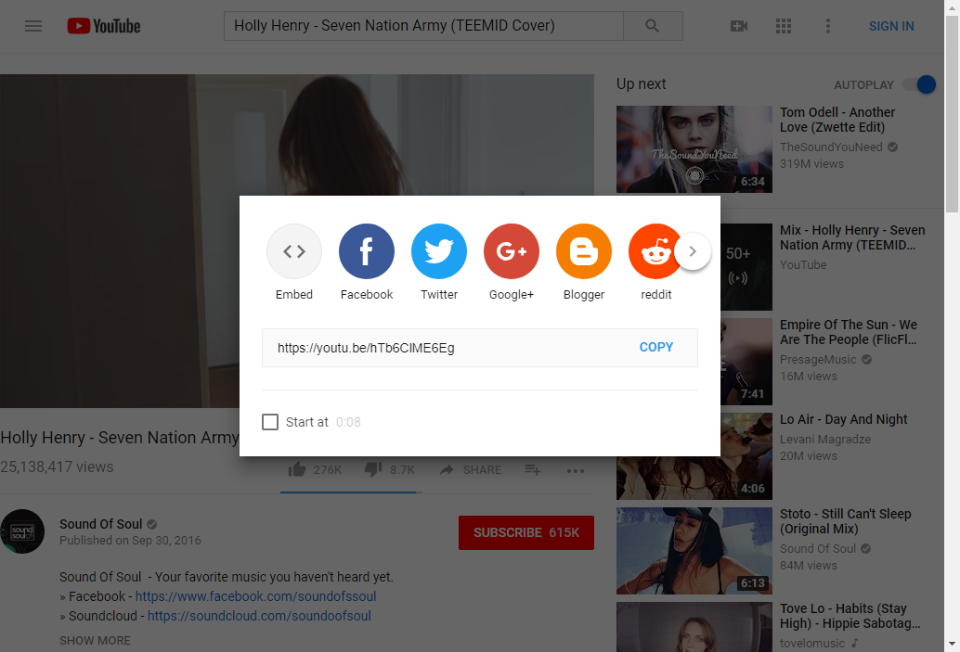 YouTube
Holly Henry - Seven Nation Army (TEEMID Cover)
SIGN IN
Up next
AUTOPLAY
TheSoundYouNeed
6:34
Tom Odell - Another
Love (Zwette Edit)
TheSoundYouNeed
319M views
50+
Mix - Holly Henry - Seven
Nation Army (TEEMID...
YouTube
7:41
Empire Of The Sun - We
Are The People (FlicFl...
PresageMusic
16M views
4:06
Lo Air - Day And Night
Levani Magradze
20M views
6:13
Stoto - Still Can't Sleep
(Original Mix)
Sound Of Soul
84M views
Tove Lo - Habits (Stay
High) - Hippie Sabotag...
tovelomusic
Embed
Facebook
Twitter
Google+
Blogger
reddit
https://youtu.be/hTb6ClME6Eg
COPY
Start at 0:08
Holly Henry - Seven Nation Army
25,138,417 views
276K
8.7K
SHARE
sound
soul
Sound Of Soul
Published on Sep 30, 2016
SUBSCRIBE 615K
Sound Of Soul - Your favorite music you haven't heard yet.
» Facebook - https://www.facebook.com/soundofssoul
» Soundcloud - https://soundcloud.com/soundoofsoul
SHOW MORE